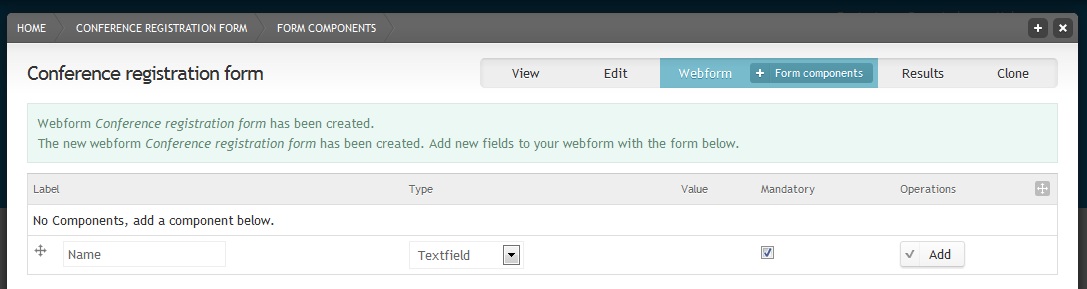 HOME CONFERENCE REGISTRATION FORM FORM COMPONENTS
Conference registration form View Edit Webform Form components Results Clone
Webform Conference registration form has been created.
The new webform Conference registration form has been created. Add new fields to your webform with the form below.
Label Type Value Mandatory Operations
No Components, add a component below.
Name Textfield Add